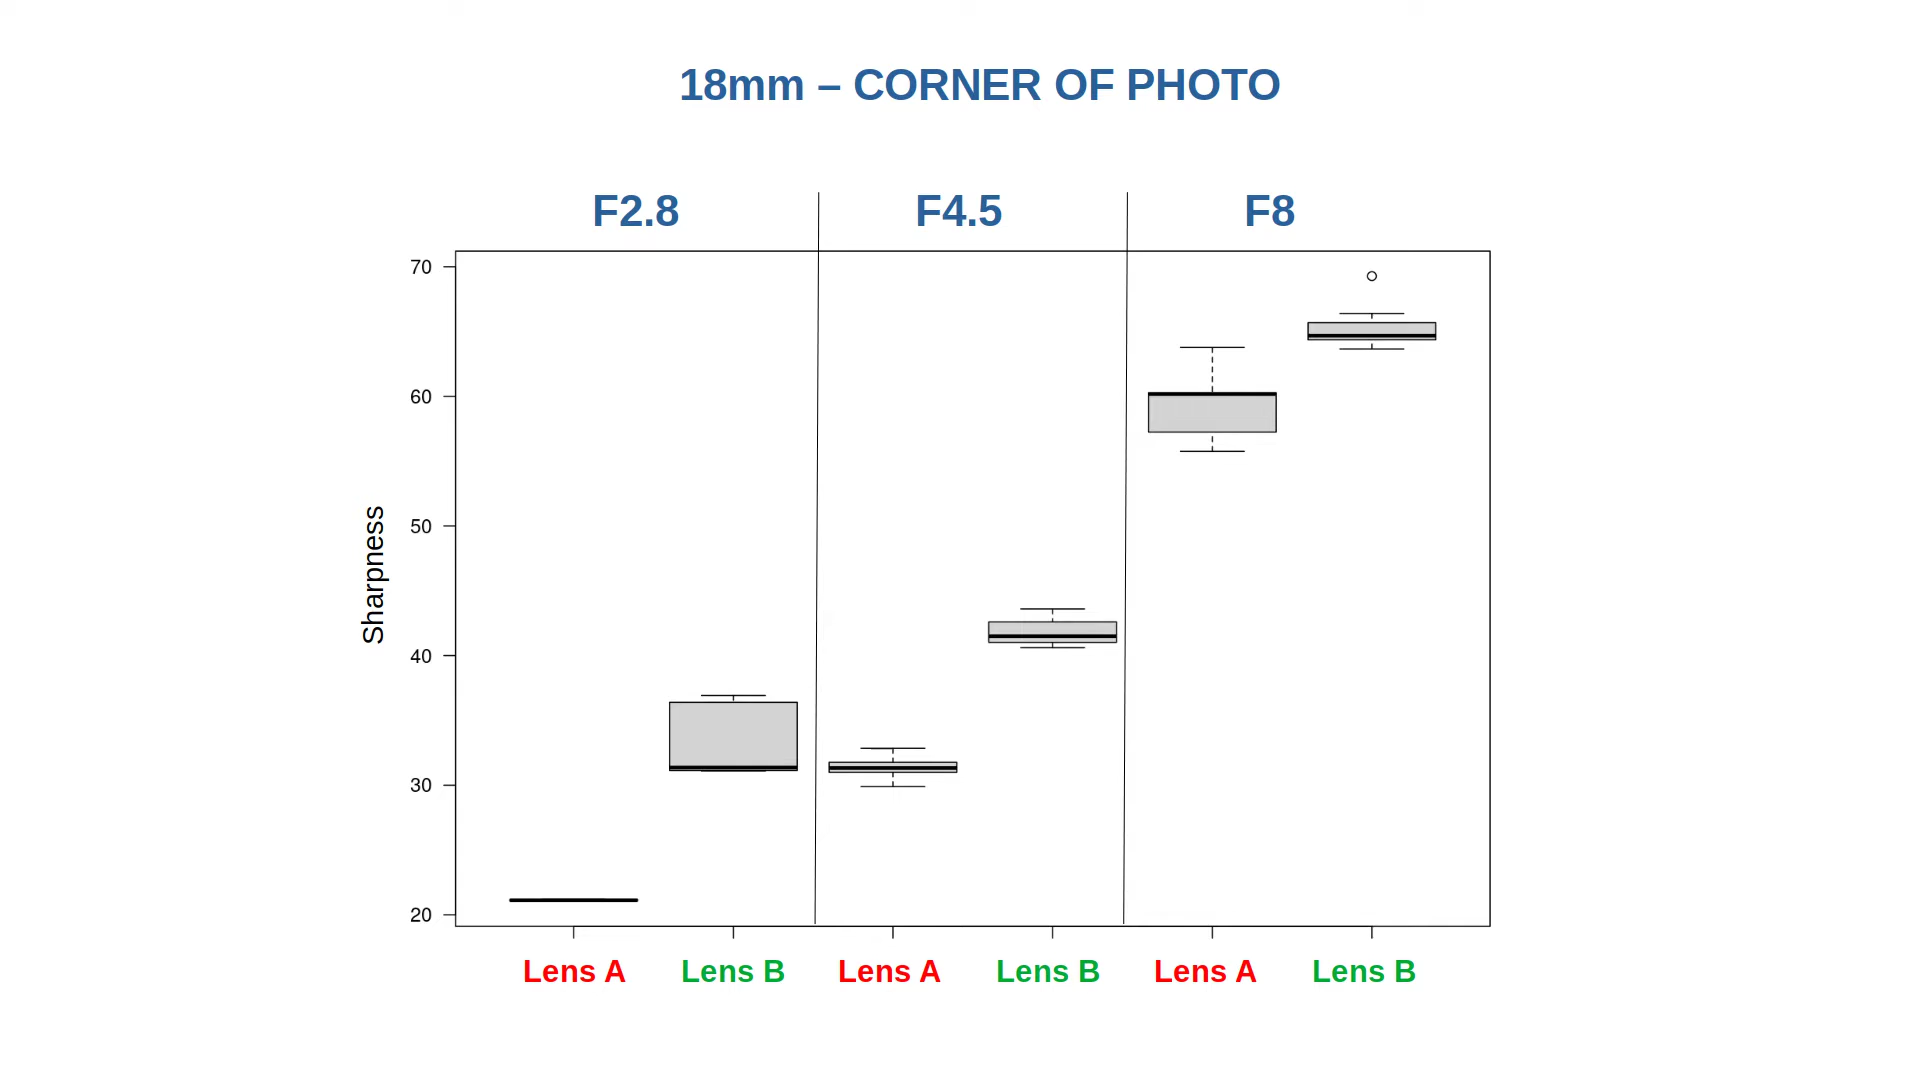 18mm – CORNER OF PHOTO
F2.8 F4.5 F8
70
60
50
40
30
20
Sharpness
Lens A Lens B Lens A Lens B Lens A Lens B